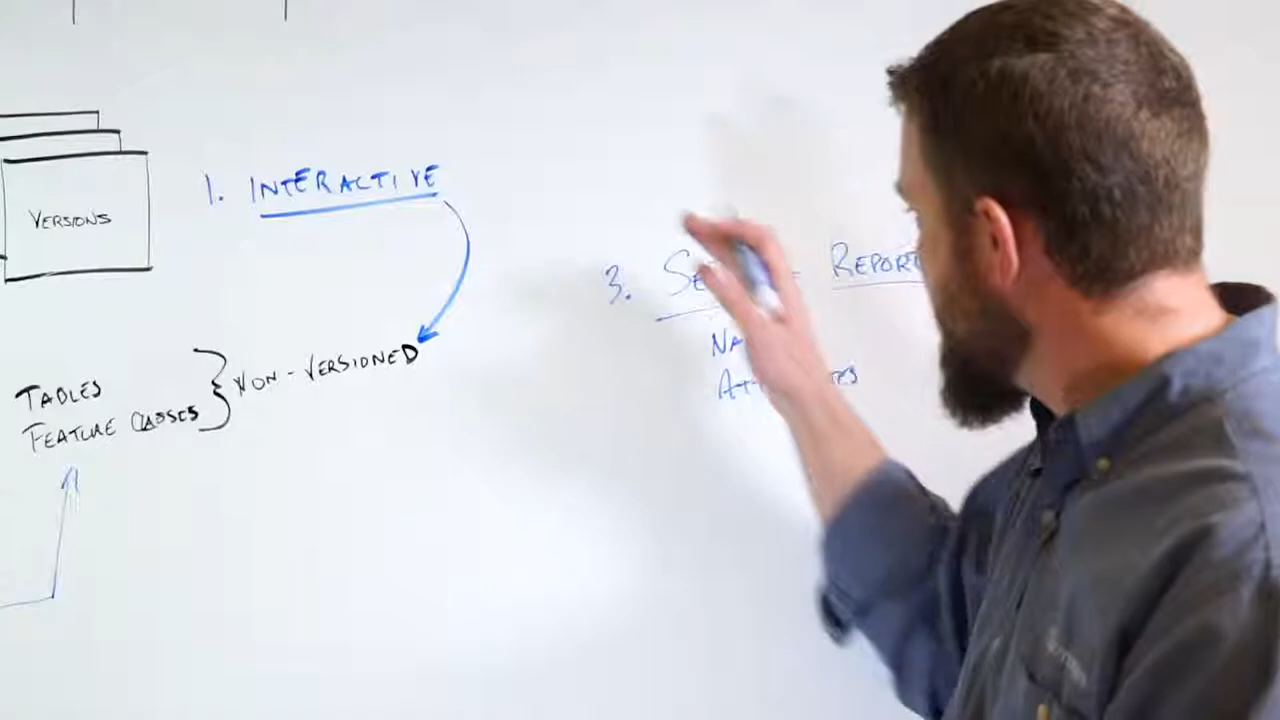 VERSIONS
1. INTERACTIVE
TABLES
FEATURE CLASSES
NON-VERSIONED
3.
REPORT